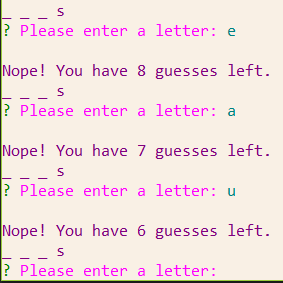 _ _ _ s
? Please enter a letter: e
Nope! You have 8 guesses left.
_ _ _ s
? Please enter a letter: a
Nope! You have 7 guesses left.
_ _ _ s
? Please enter a letter: u
Nope! You have 6 guesses left.
_ _ _ s
? Please enter a letter: